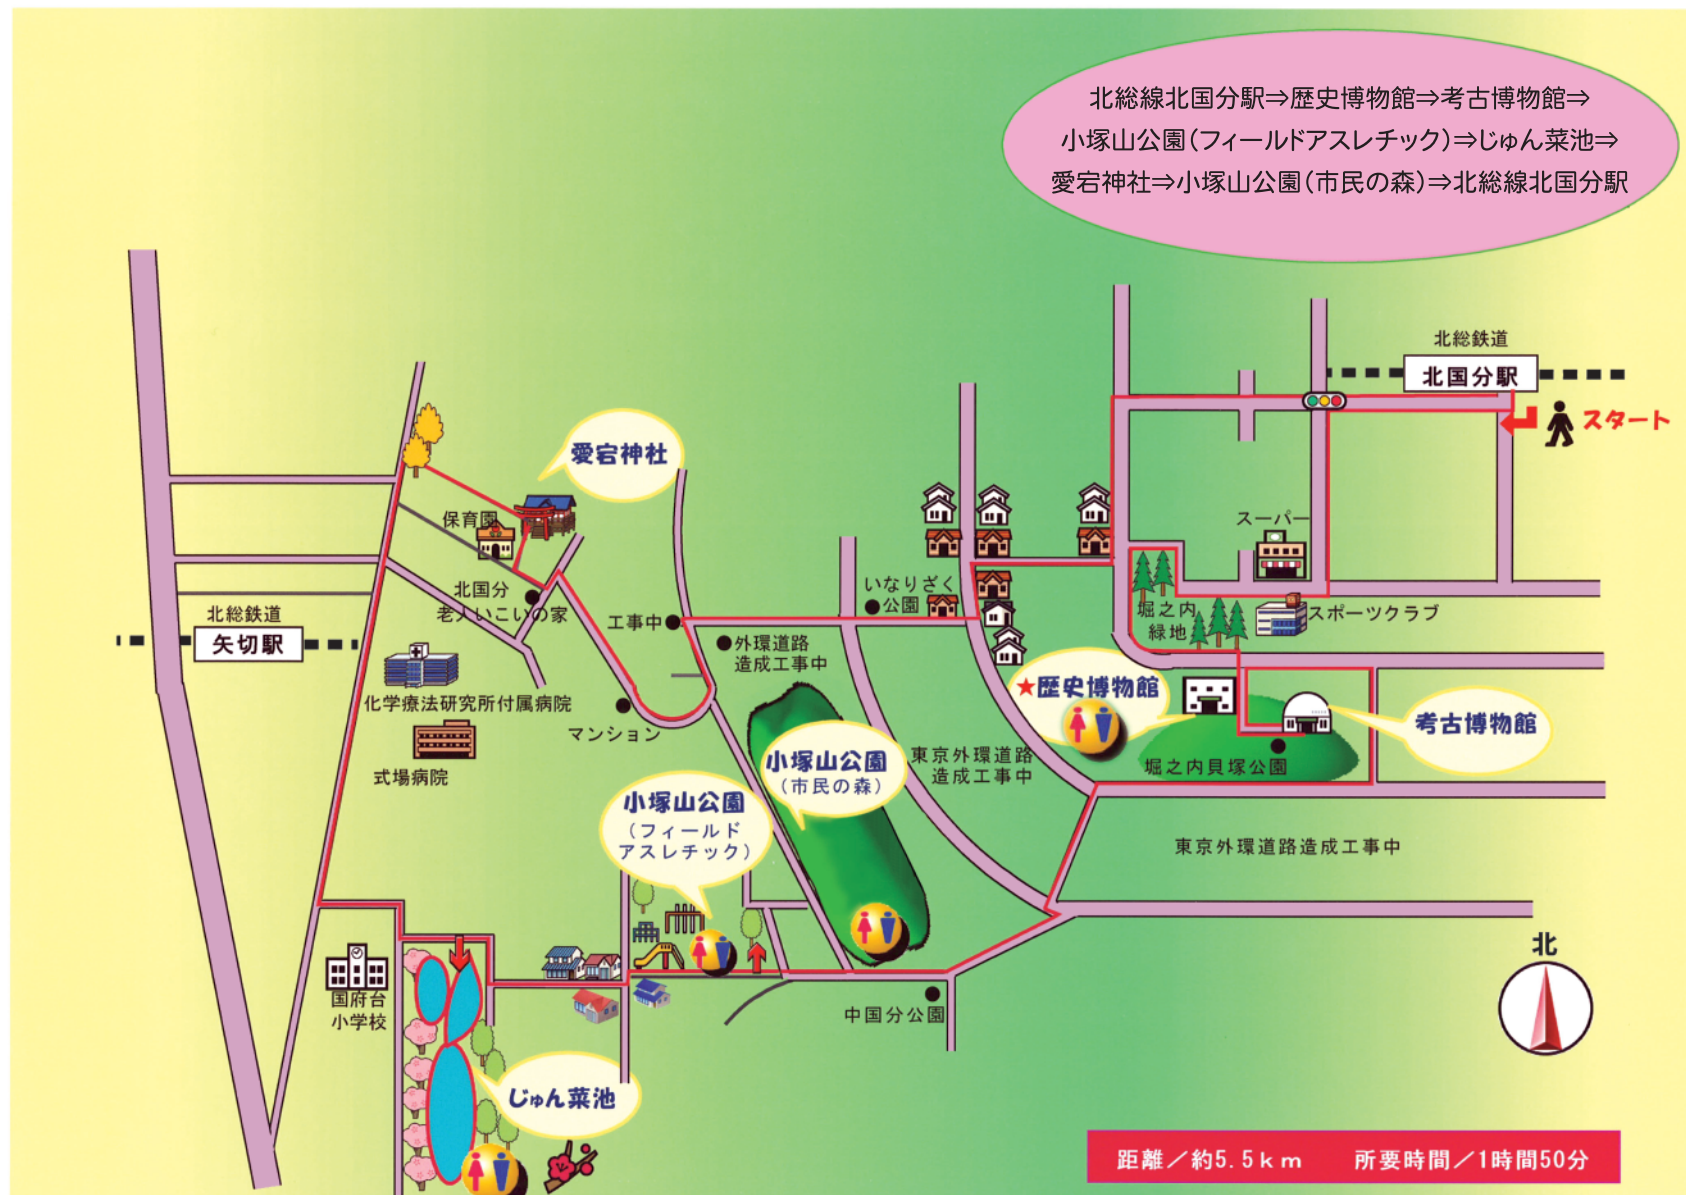 北総線北国分駅⇒歴史博物館⇒考古博物館⇒
小塚山公園（フィールドアスレチック）⇒じゅん菜池⇒
愛宕神社⇒小塚山公園（市民の森）⇒北総線北国分駅
北総鉄道
北国分駅
スタート
愛宕神社
保育園
スーパー
いなりざく
公園
北国分
老人いこいの家
北総鉄道
矢切駅
工事中
外環道路
造成工事中
堀之内
緑地
スポーツクラブ
化学療法研究所付属病院
マンション
★歴史博物館
考古博物館
式場病院
小塚山公園
（市民の森）
東京外環道路
造成工事中
堀之内貝塚公園
小塚山公園
（フィールド
アスレチック）
東京外環道路造成工事中
北
国府台
小学校
中国分公園
じゅん菜池
距離／約5.5km　所要時間／1時間50分